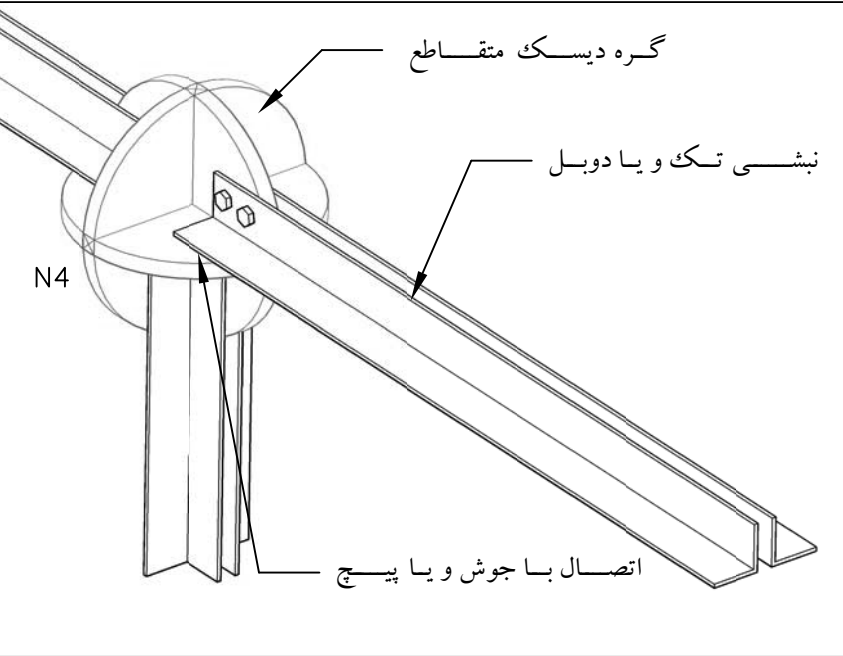 گره دیسک متقاطع
نبشی تک و یا دوبل
N4
اتصال با جوش و یا پیچ